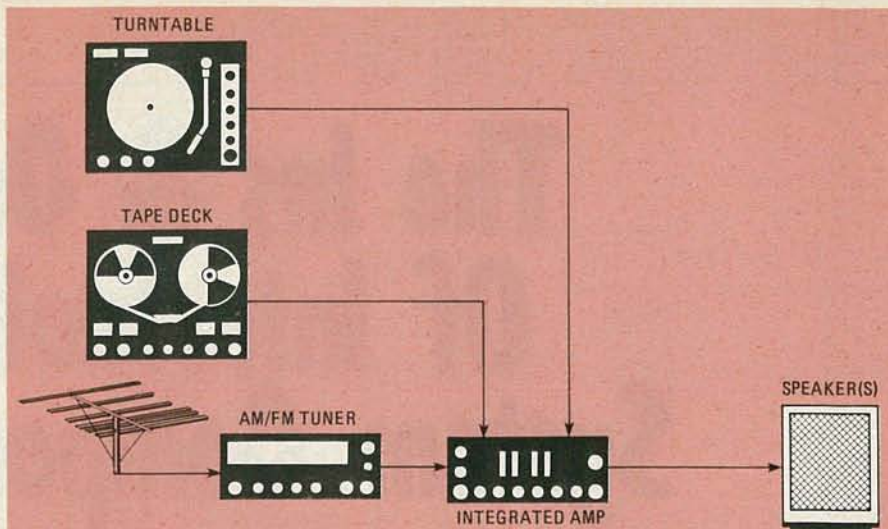 TURNTABLE
TAPE DECK
AM/FM TUNER
SPEAKER(S)
INTEGRATED AMP